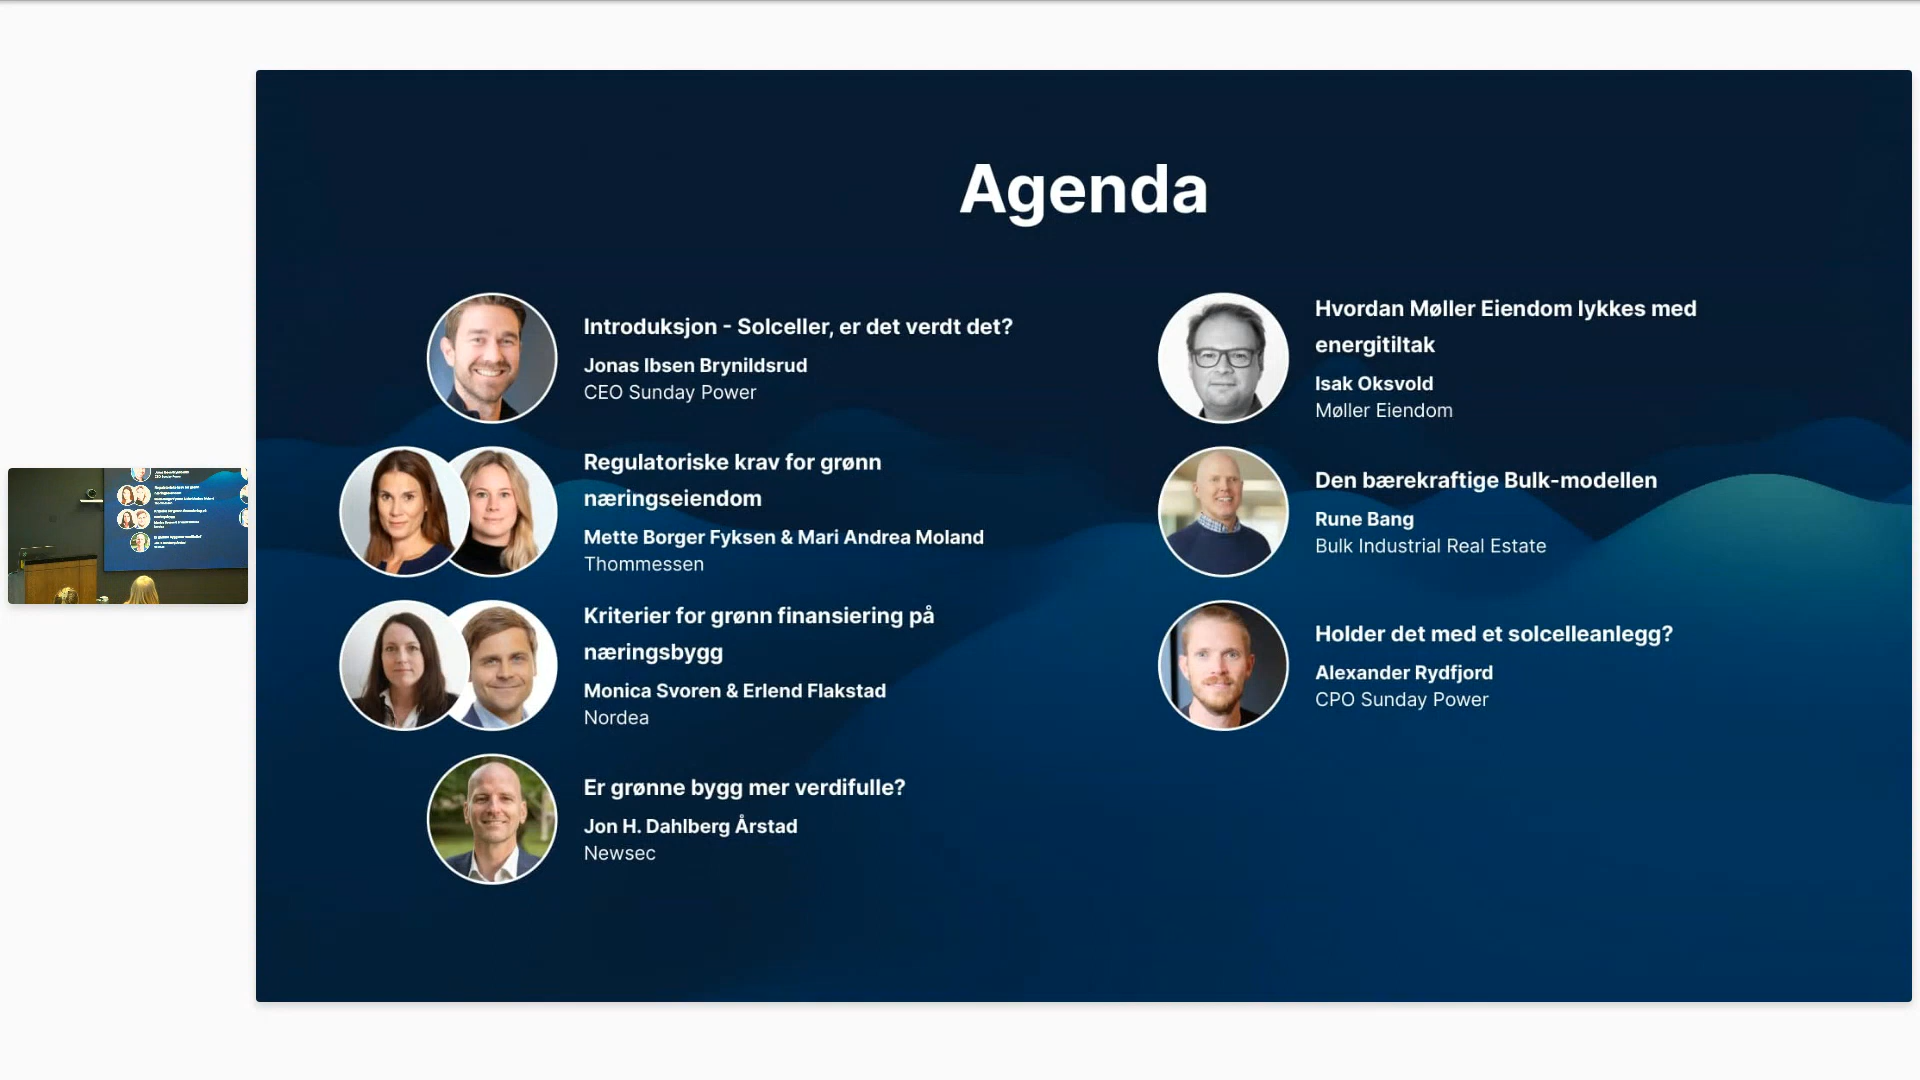 Agenda
Introduksjon - Solceller, er det verdt det?
Jonas Ibsen Brynildsrud
CEO Sunday Power
Regulatoriske krav for grønn
næringseiendom
Mette Borger Fyksen & Mari Andrea Moland
Thommessen
Kriterier for grønn finansiering på
næringsbygg
Monica Svoren & Erlend Flakstad
Nordea
Er grønne bygg mer verdifulle?
Jon H. Dahlberg Årstad
Newsec
Hvordan Møller Eiendom lykkes med
energitiltak
Isak Oksvold
Møller Eiendom
Den bærekraftige Bulk-modellen
Rune Bang
Bulk Industrial Real Estate
Holder det med et solcelleanlegg?
Alexander Rydfjord
CPO Sunday Power